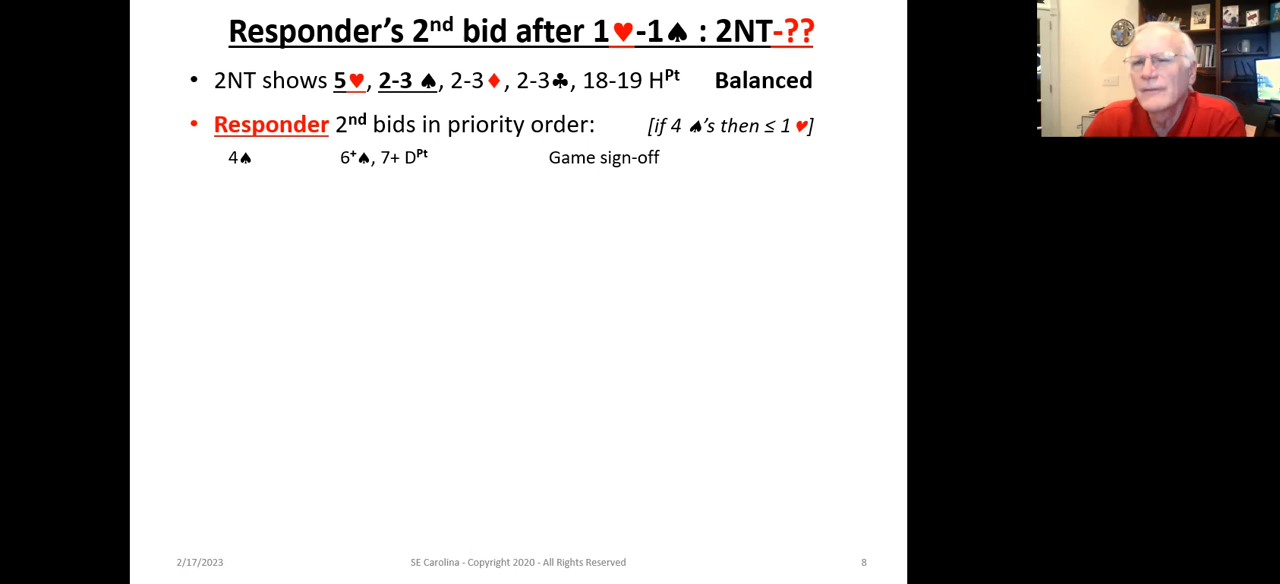 Responder’s 2nd bid after 1♥-1♠ : 2NT-??
• 2NT shows 5♥, 2-3 ♠, 2-3♦, 2-3♣, 18-19 HPt Balanced
• Responder 2nd bids in priority order: [if 4 ♠’s then ≤ 1♥]
4♠ 6+♠, 7+ DPt Game sign-off
2/17/2023 SE Carolina - Copyright 2020 - All Rights Reserved 8